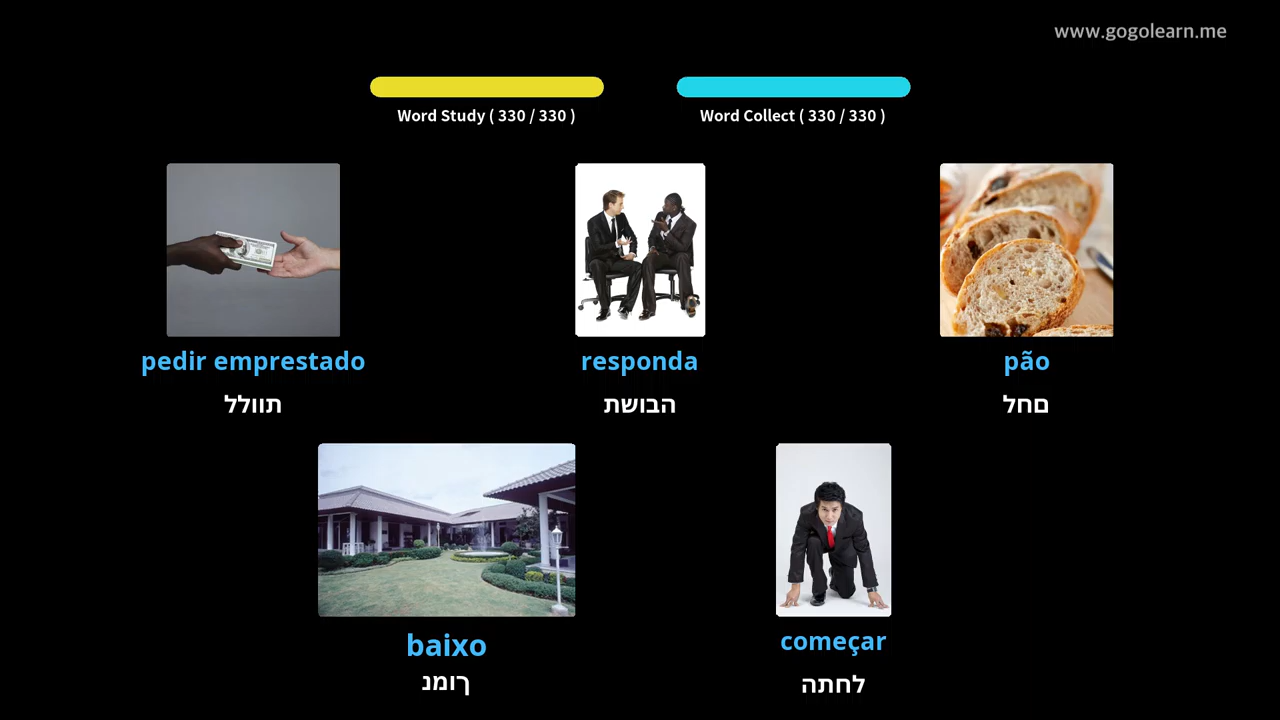 www.gogolearn.me
Word Study ( 330 / 330 )
Word Collect ( 330 / 330 )
pedir emprestado
תוולל
responda
הבושת
pão
םחל
baixo
ךומנ
começar
לחתה